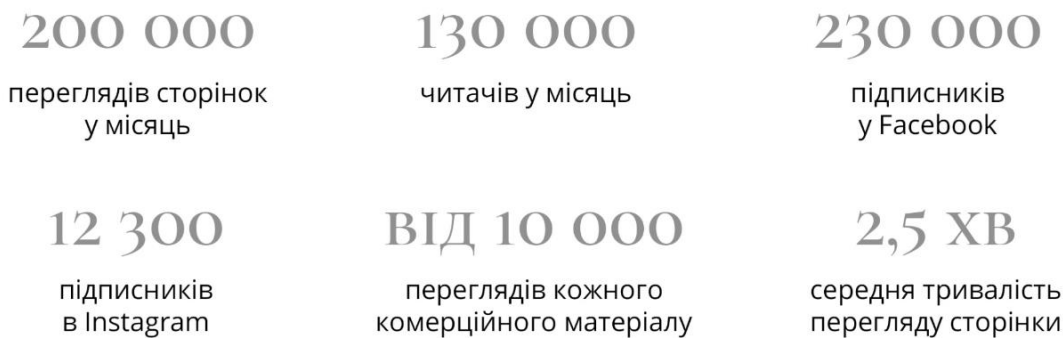 200 000
переглядів сторінок
у місяць
130 000
читачів у місяць
230 000
підписників
у Facebook
12 300
підписників
в Instagram
ВІД 10 000
переглядів кожного
комерційного матеріалу
2,5 ХВ
середня тривалість
перегляду сторінки